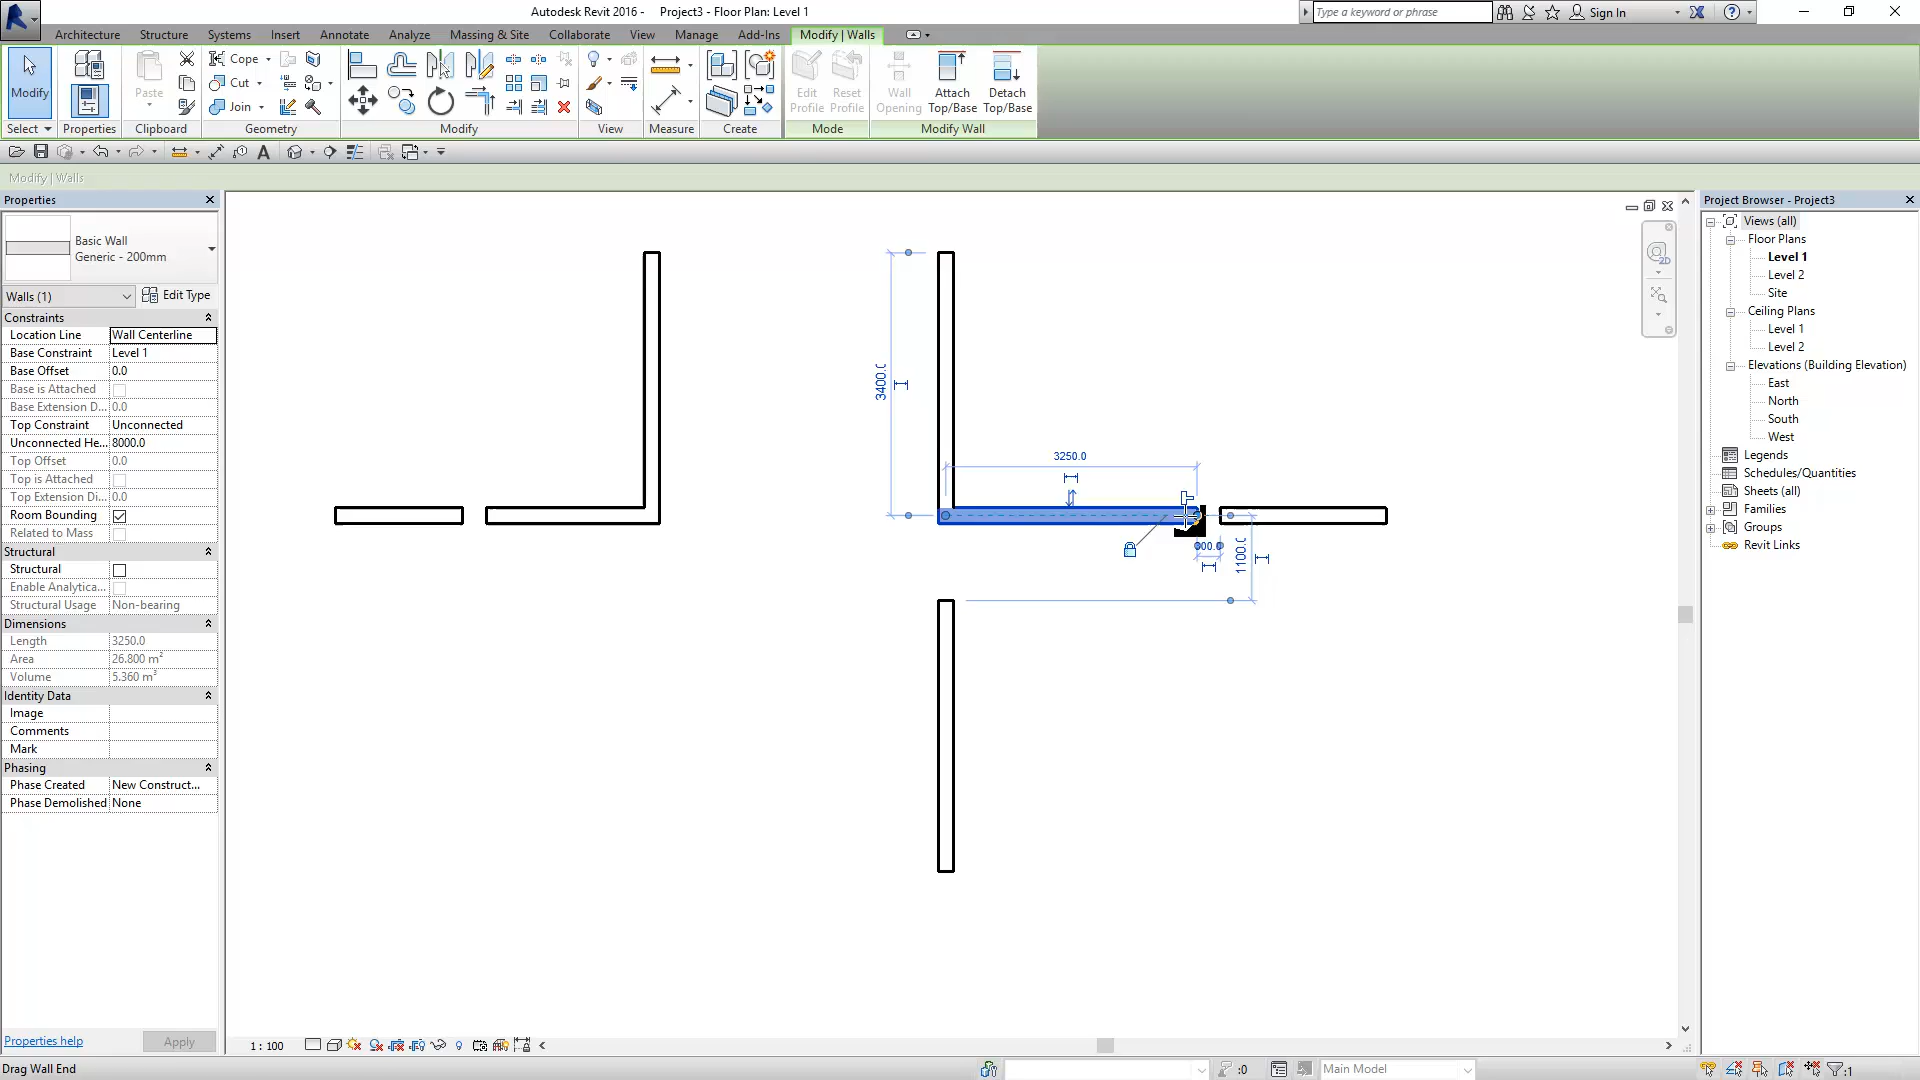 Autodesk Revit 2016 - Project3 - Floor Plan: Level 1
Type a keyword or phrase
Sign In
Architecture Structure Systems Insert Annotate Analyze Massing & Site Collaborate View Manage Add-Ins Modify | Walls
Modify
Paste
Cope
Cut
Join
Edit Profile
Reset Profile
Wall Opening
Attach Top/Base
Detach Top/Base
Select Properties Clipboard Geometry Modify View Measure Create Mode Modify Wall
A
Modify | Walls
Properties
Basic Wall
Generic - 200mm
Walls (1)
Edit Type
Constraints
Location Line Wall Centerline
Base Constraint Level 1
Base Offset 0.0
Base is Attached
Base Extension D... 0.0
Top Constraint Unconnected
Unconnected He... 8000.0
Top Offset 0.0
Top is Attached
Top Extension Di... 0.0
Room Bounding
Related to Mass
Structural
Structural
Enable Analytica...
Structural Usage Non-bearing
Dimensions
Length 3250.0
Area 26.800 m²
Volume 5.360 m³
Identity Data
Image
Comments
Mark
Phasing
Phase Created New Construct...
Phase Demolished None
Properties help
Apply
3400.0
3250.0
1100.0
2D
1 : 100
Project Browser - Project3
Views (all)
Floor Plans
Level 1
Level 2
Site
Ceiling Plans
Level 1
Level 2
Elevations (Building Elevation)
East
North
South
West
Legends
Schedules/Quantities
Sheets (all)
Families
Groups
Revit Links
Drag Wall End
:0
Main Model
:1